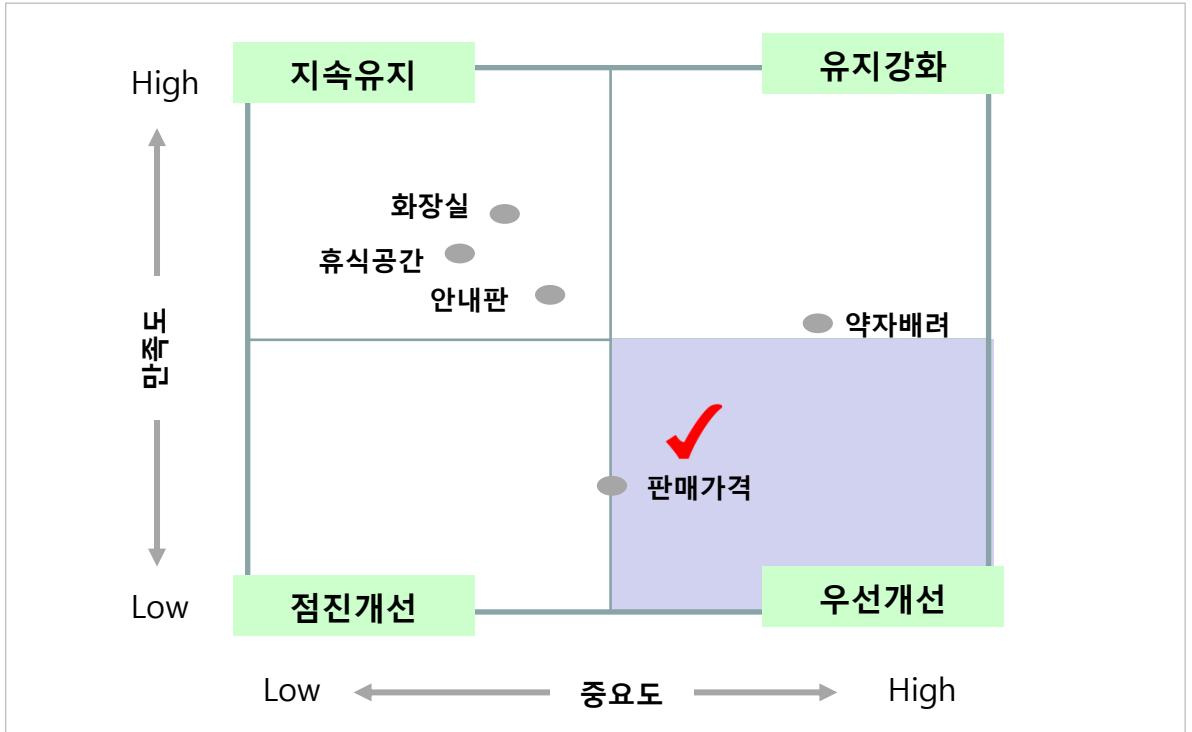 지속유지
유지강화
High
화장실
휴식공간
안내판
약자배려
만족도
판매가격
Low
점진개선
우선개선
Low
중요도
High